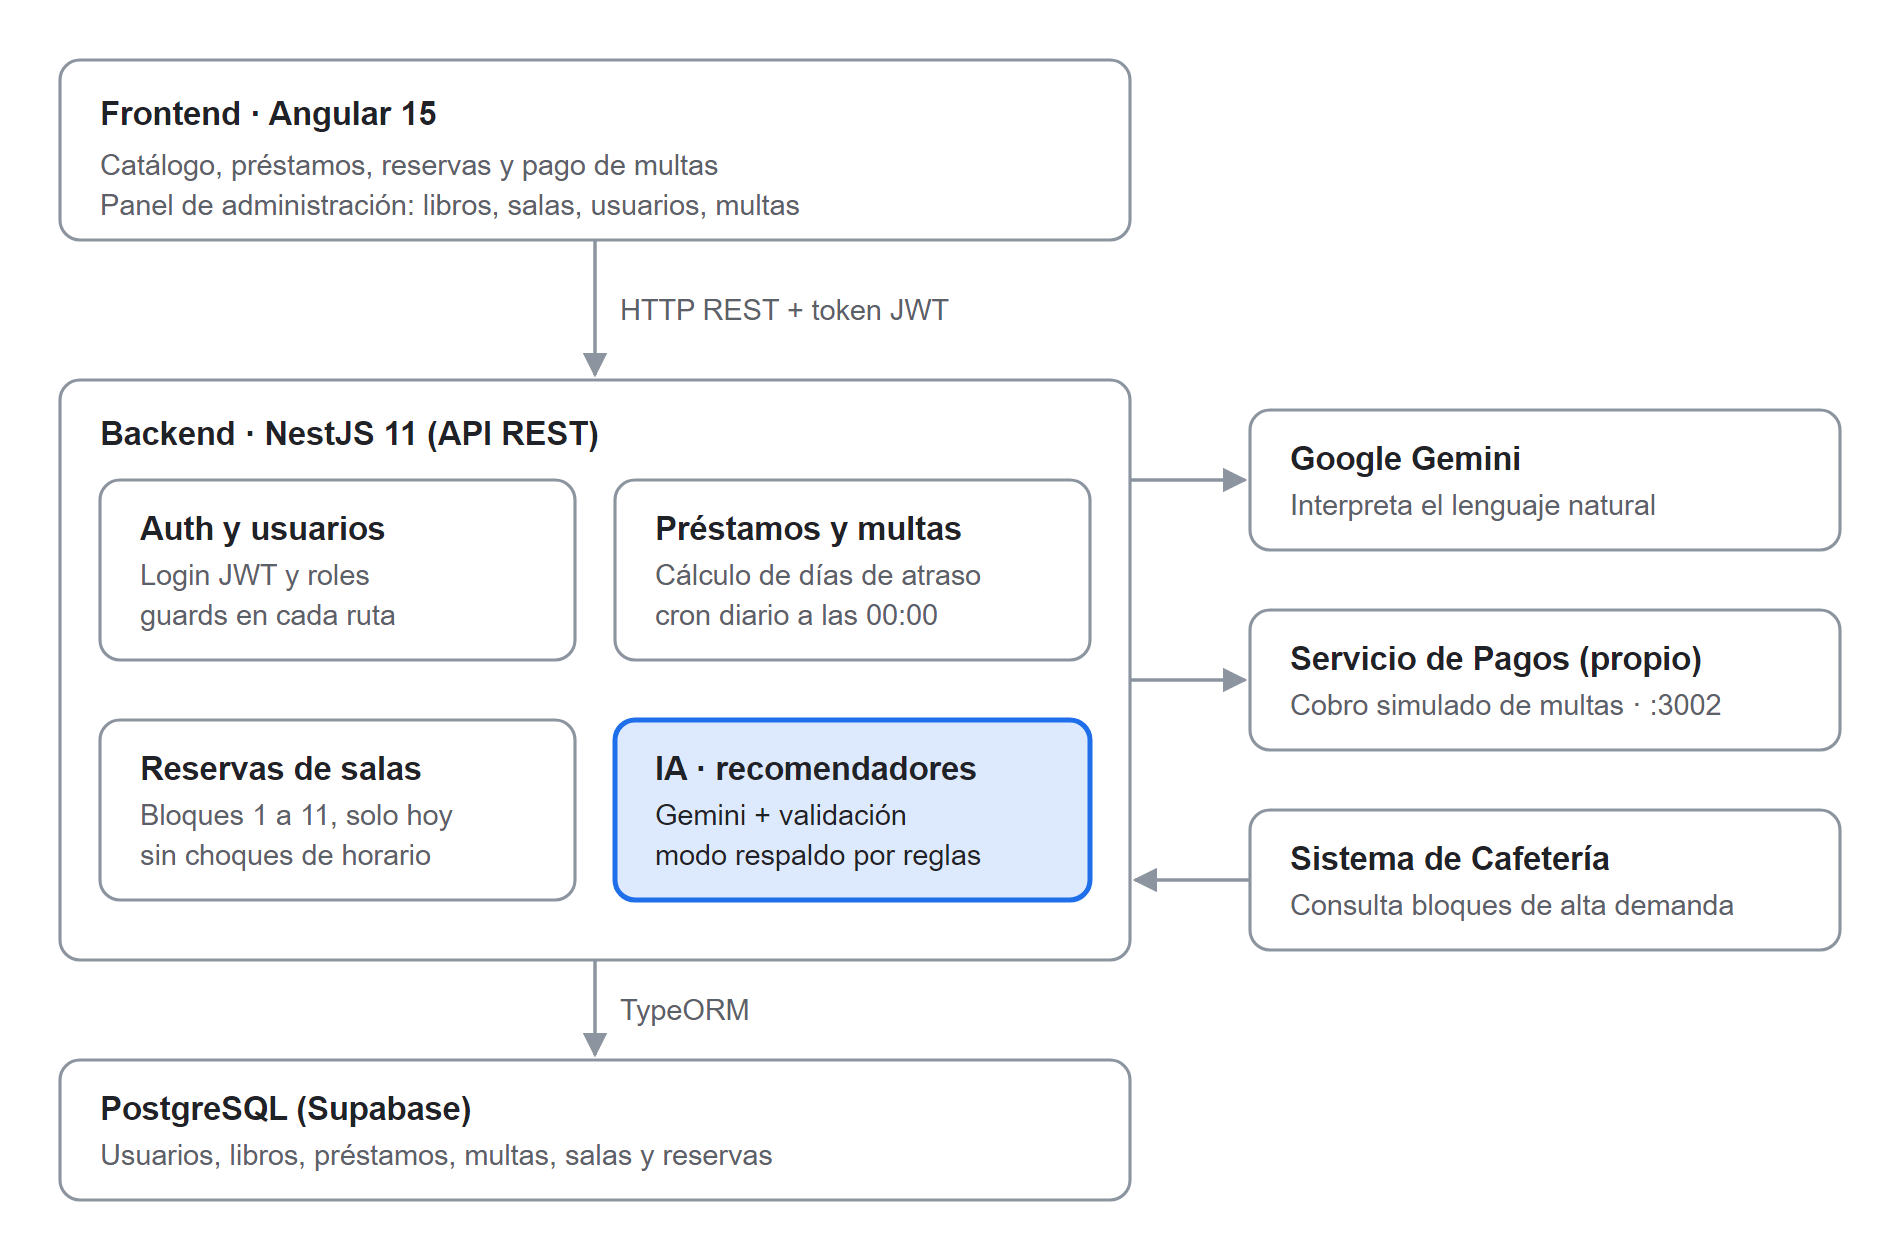 Frontend · Angular 15
Catálogo, préstamos, reservas y pago de multas
Panel de administración: libros, salas, usuarios, multas
HTTP REST + token JWT
Backend · NestJS 11 (API REST)
Auth y usuarios
Login JWT y roles
guards en cada ruta
Préstamos y multas
Cálculo de días de atraso
cron diario a las 00:00
Reservas de salas
Bloques 1 a 11, solo hoy
sin choques de horario
IA · recomendadores
Gemini + validación
modo respaldo por reglas
Google Gemini
Interpreta el lenguaje natural
Servicio de Pagos (propio)
Cobro simulado de multas · :3002
Sistema de Cafetería
Consulta bloques de alta demanda
TypeORM
PostgreSQL (Supabase)
Usuarios, libros, préstamos, multas, salas y reservas